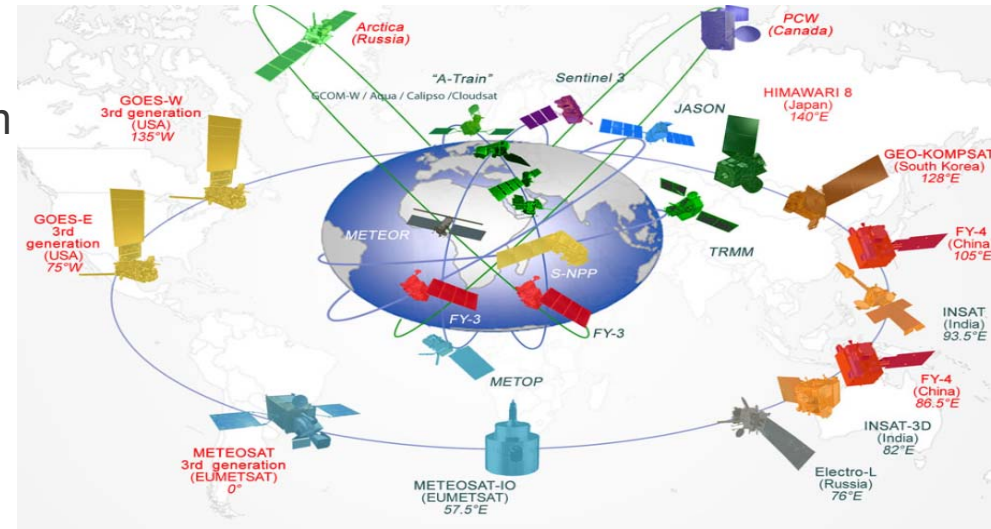 n
Arctica
(Russia)
PCW
(Canada)
"A-Train"
GCOM-W / Aqua / Calipso /Cloudsat
Sentinel 3
JASON
GOES-W
3rd generation
(USA)
135°W
HIMAWARI 8
(Japan)
140°E
GEO-KOMPSAT
(South Korea)
128°E
GOES-E
3rd
generation
(USA)
75°W
METEOR
S-NPP
TRMM
FY-4
(China)
105°E
FY-3
FY-3
INSAT
(India)
93.5°E
METOP
FY-4
(China)
86.5°E
INSAT-3D
(India)
82°E
METEOSAT
3rd generation
(EUMETSAT)
0°
METEOSAT-IO
(EUMETSAT)
57.5°E
Electro-L
(Russia)
76°E